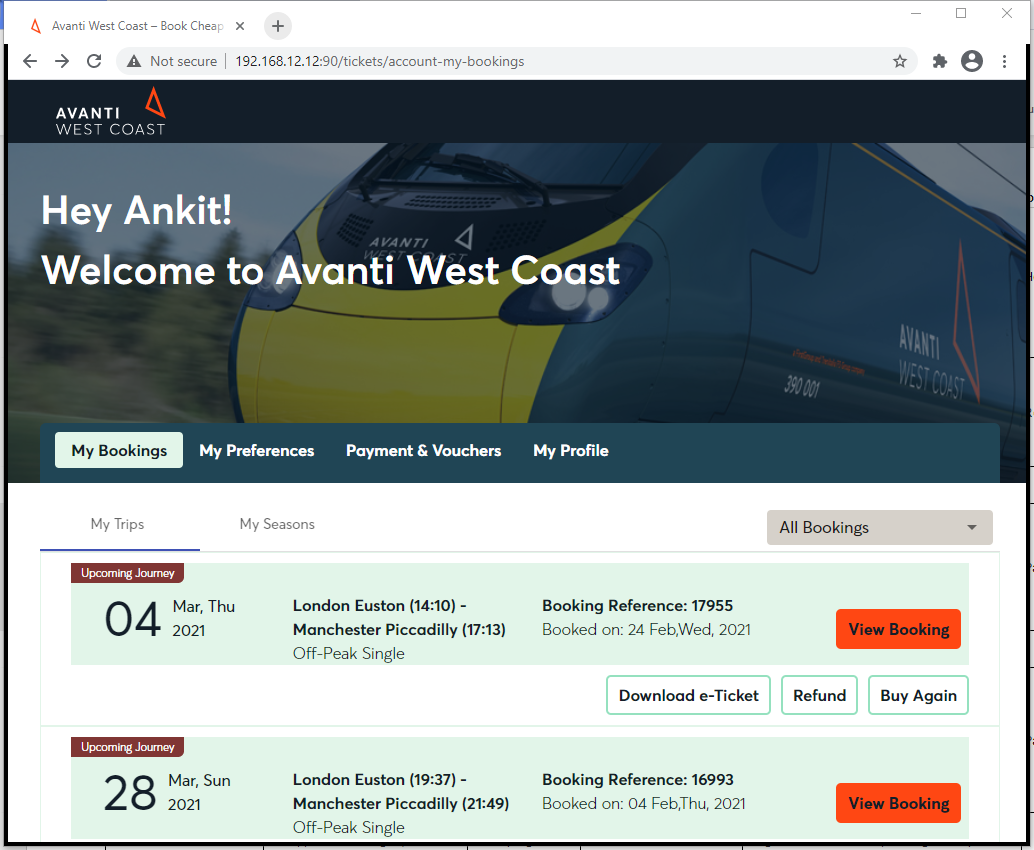 Avanti West Coast – Book Cheap
Not secure
192.168.12.12:90/tickets/account-my-bookings
AVANTI
WEST COAST
Hey Ankit!
AVANTI
WEST COAST
Welcome to Avanti West Coast
AVANTI
WEST COAST
390 001
My Bookings My Preferences Payment & Vouchers My Profile
My Trips My Seasons All Bookings
Upcoming Journey
04 Mar, Thu
2021
London Euston (14:10) -
Manchester Piccadilly (17:13)
Off-Peak Single
Booking Reference: 17955
Booked on: 24 Feb,Wed, 2021
View Booking
Download e-Ticket Refund Buy Again
Upcoming Journey
28 Mar, Sun
2021
London Euston (19:37) -
Manchester Piccadilly (21:49)
Off-Peak Single
Booking Reference: 16993
Booked on: 04 Feb,Thu, 2021
View Booking